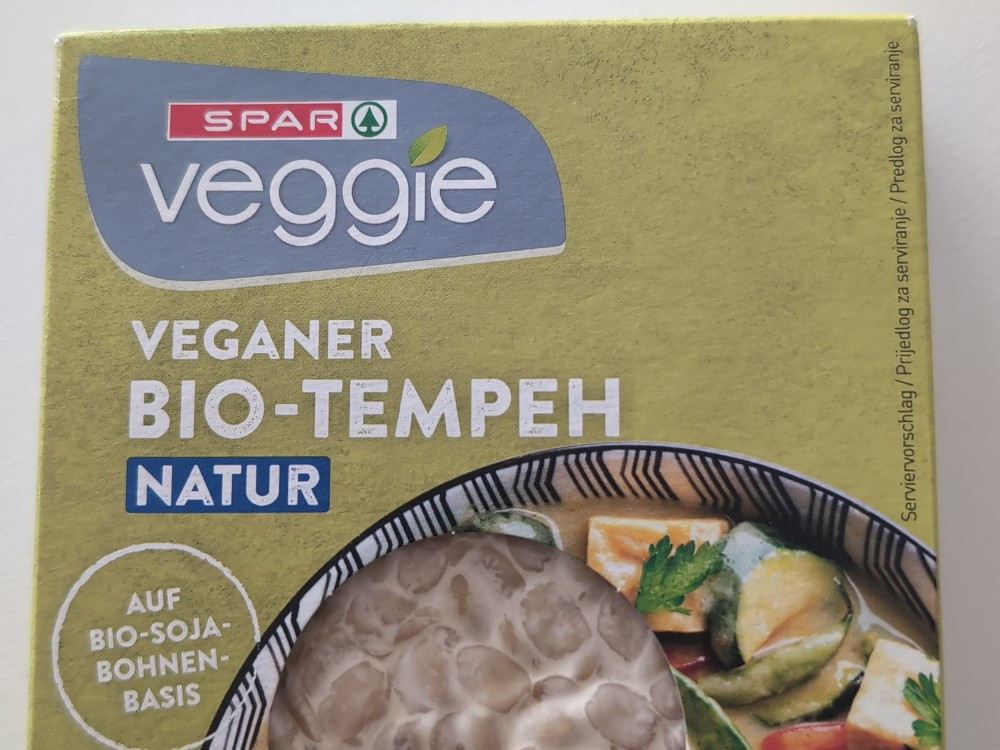 SPAR
veggie
VEGANER
BIO-TEMPEH
NATUR
AUF
BIO-SOJA-
BOHNEN-
BASIS
Serviervorschlag / Prijedlog za serviranje / Predlog za serviranje